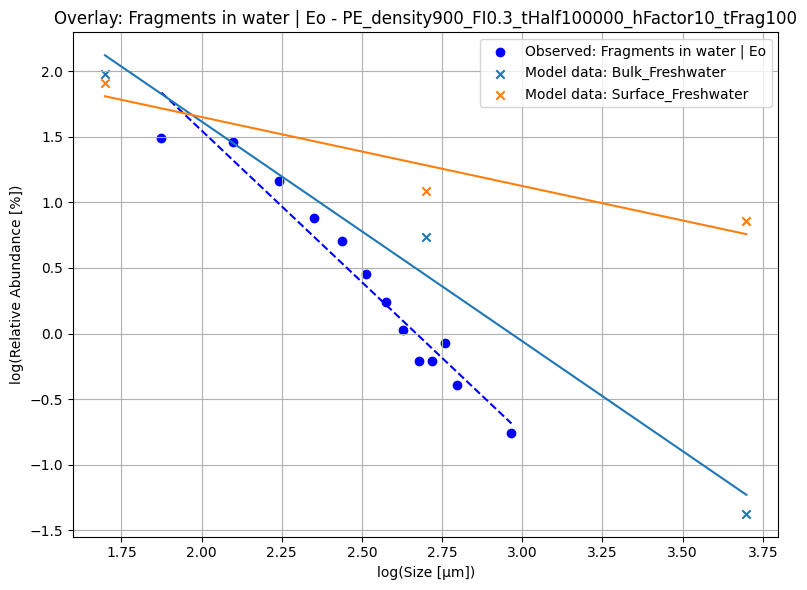 Overlay: Fragments in water | Eo - PE_density900_FI0.3_tHalf100000_hFactor10_tFrag100
Observed: Fragments in water | Eo
Model data: Bulk_Freshwater
Model data: Surface_Freshwater
log(Relative Abundance [%])
2.0
1.5
1.0
0.5
0.0
−0.5
−1.0
−1.5
1.75 2.00 2.25 2.50 2.75 3.00 3.25 3.50 3.75
log(Size [µm])